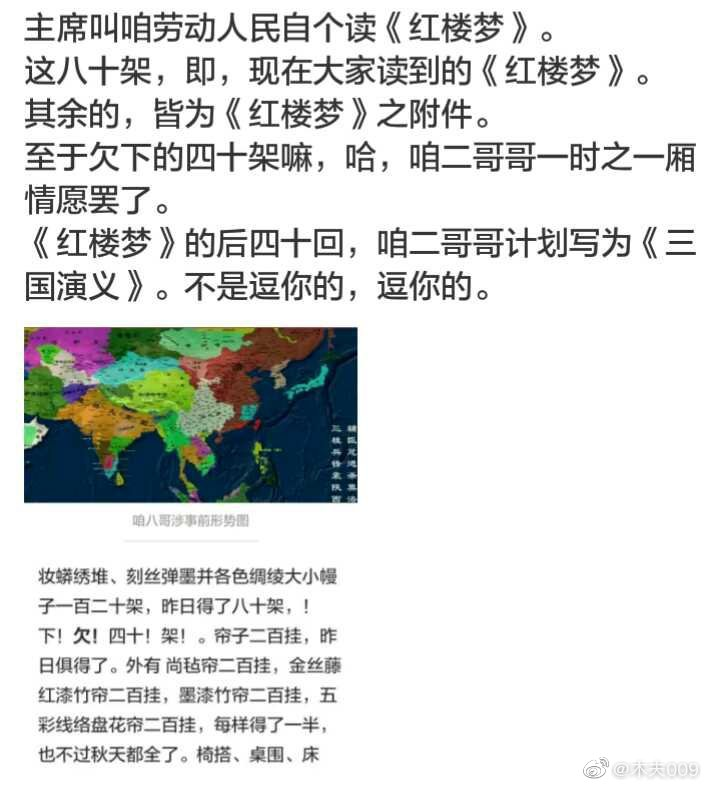 主席叫咱劳动人民自个读《红楼梦》。
这八十架，即，现在大家读到的《红楼梦》。
其余的，皆为《红楼梦》之附件。
至于欠下的四十架嘛，哈，咱二哥哥一时之一厢
情愿罢了。
《红楼梦》的后四十回，咱二哥哥计划写为《三
国演义》。不是逗你的，逗你的。
咱八哥涉事前形势图
妆蟒绣堆、刻丝弹墨并各色绸绫大小幔
子一百二十架，昨日得了八十架，！
下！欠！四十！架！。帘子二百挂，昨
日俱得了。外有 尚毡帘二百挂，金丝藤
红漆竹帘二百挂，墨漆竹帘二百挂，五
彩线络盘花帘二百挂，每样得了一半，
也不过秋天都全了。椅搭、桌围、床
@不夫009